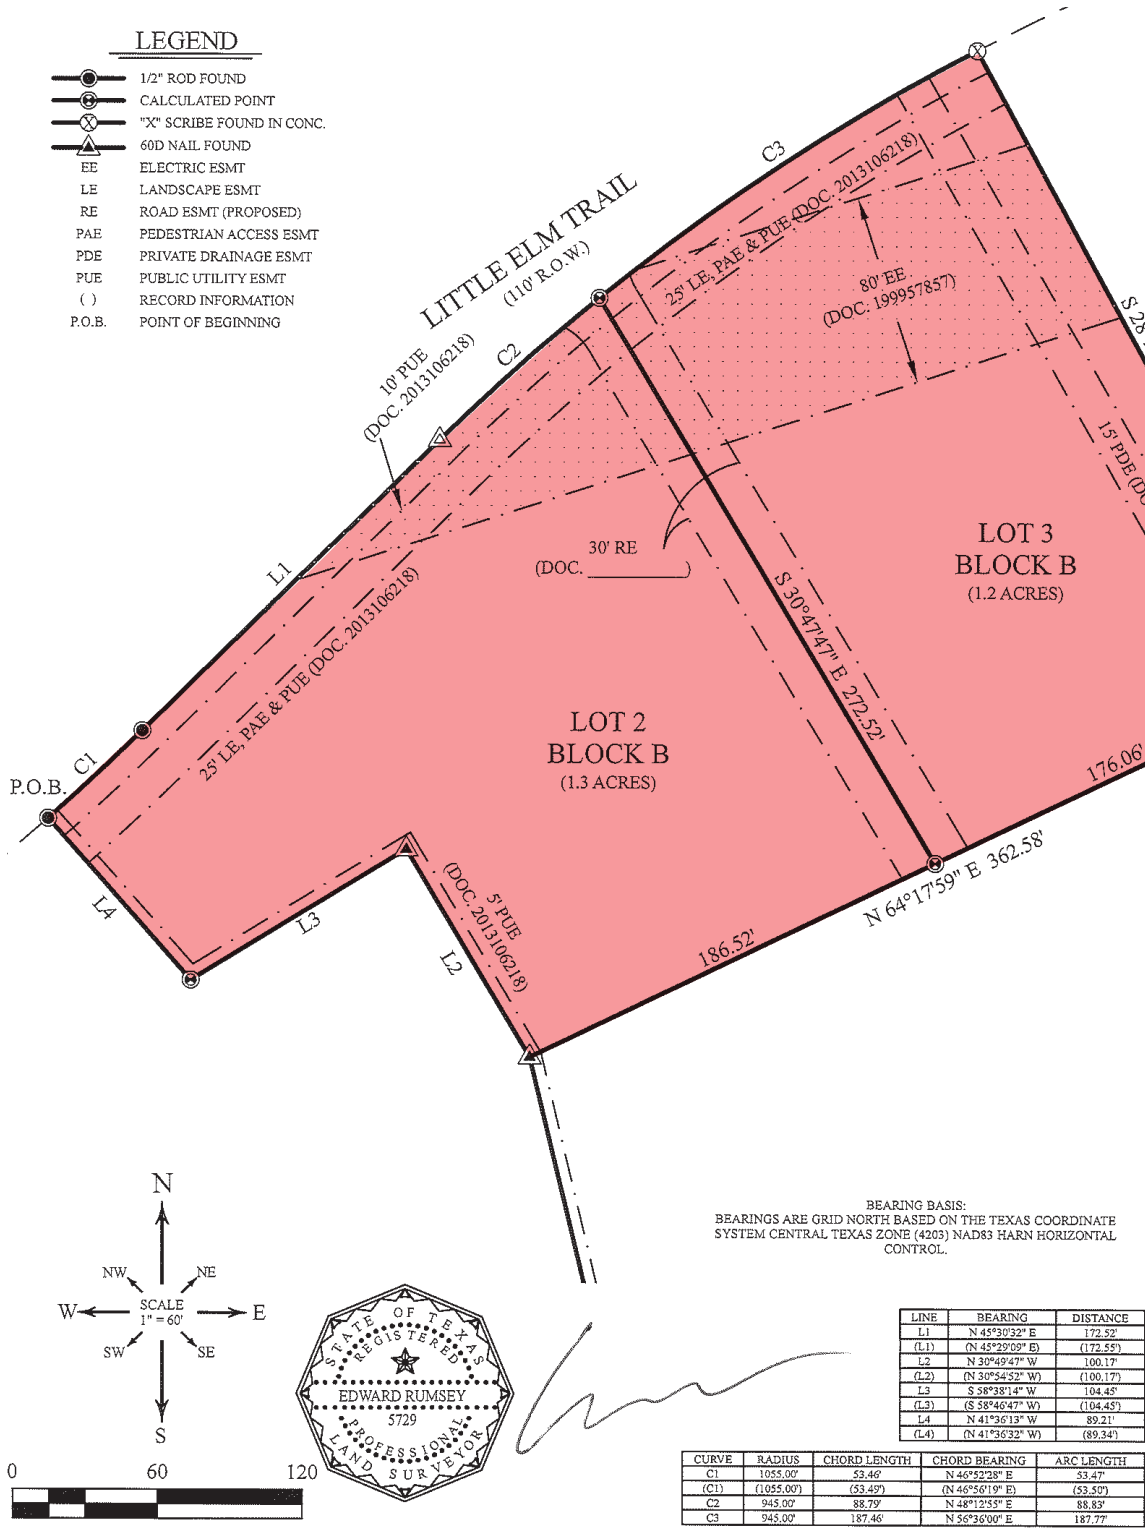 LEGEND
1/2" ROD FOUND
CALCULATED POINT
"X" SCRIBE FOUND IN CONC.
60D NAIL FOUND
EE ELECTRIC ESMT
LE LANDSCAPE ESMT
RE ROAD ESMT (PROPOSED)
PAE PEDESTRIAN ACCESS ESMT
PDE PRIVATE DRAINAGE ESMT
PUE PUBLIC UTILITY ESMT
( ) RECORD INFORMATION
P.O.B. POINT OF BEGINNING
LITTLE ELM TRAIL
(110' R.O.W.)
C3
C2
10' PUE
(DOC. 2013106218)
25' LE, PAE & PUE (DOC. 2013106218)
80' EE
(DOC. 199957857)
S 28°
15' PDE (DO
L1
30' RE
(DOC. __________)
LOT 3
BLOCK B
(1.2 ACRES)
S 30°47'47" E 272.52'
25' LE, PAE & PUE (DOC. 2013106218)
LOT 2
BLOCK B
(1.3 ACRES)
C1
P.O.B.
176.06'
N 64°17'59" E 362.58'
186.52'
5' PUE
(DOC. 2013106218)
L4
L3
L2
N
NW NE
W SCALE E
1" = 60'
SW SE
S
0 60 120
STATE OF TEXAS
REGISTERED
EDWARD RUMSEY
5729
PROFESSIONAL
LAND SURVEYOR
BEARING BASIS:
BEARINGS ARE GRID NORTH BASED ON THE TEXAS COORDINATE
SYSTEM CENTRAL TEXAS ZONE (4203) NAD83 HARN HORIZONTAL
CONTROL.
LINE BEARING DISTANCE
L1 N 45°30'32" E 172.52'
(L1) (N 45°29'09" E) (172.55')
L2 N 30°49'47" W 100.17'
(L2) (N 30°54'52" W) (100.17')
L3 S 58°38'14" W 104.45'
(L3) (S 58°46'47" W) (104.45')
L4 N 41°36'13" W 89.21'
(L4) (N 41°36'32" W) (89.34')
CURVE RADIUS CHORD LENGTH CHORD BEARING ARC LENGTH
C1 1055.00' 53.46' N 46°52'28" E 53.47'
(C1) (1055.00') (53.49') (N 46°56'19" E) (53.50')
C2 945.00' 88.79' N 48°12'55" E 88.83'
C3 945.00' 187.46' N 56°36'00" E 187.77'